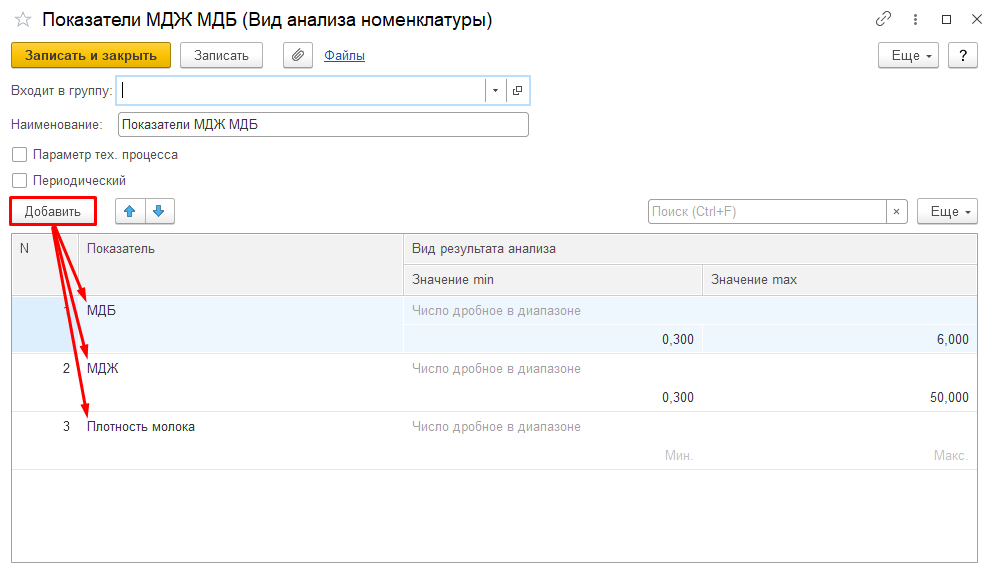 Показатели МДЖ МДБ (Вид анализа номенклатуры)
Записать и закрыть Записать Файлы Еще ?
Входит в группу:
Наименование: Показатели МДЖ МДБ
Параметр тех. процесса
Периодический
Добавить Поиск (Ctrl+F) × Еще
N Показатель Вид результата анализа
Значение min Значение max
1 МДБ Число дробное в диапазоне
0,300 6,000
2 МДЖ Число дробное в диапазоне
0,300 50,000
3 Плотность молока Число дробное в диапазоне
Мин. Макс.